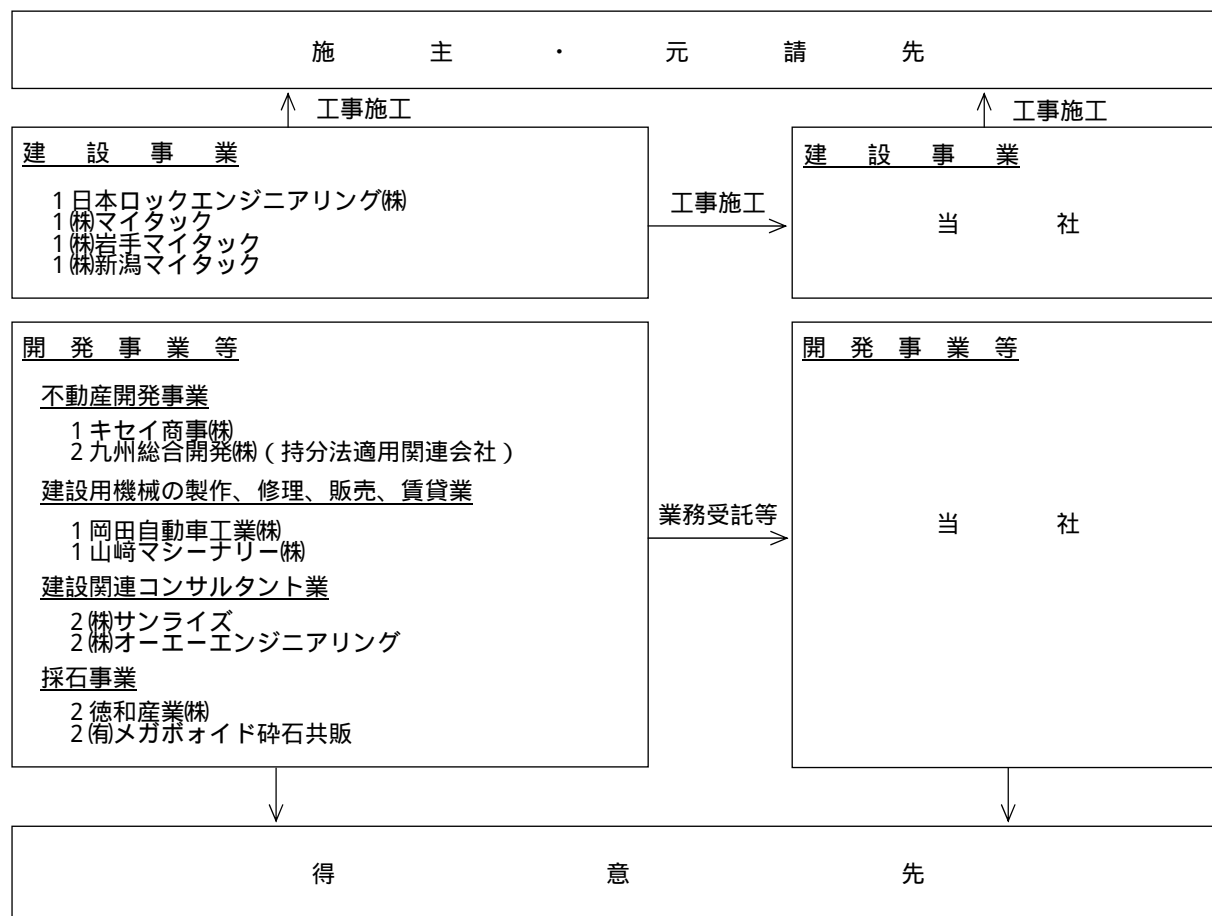 施主・元請先
工事施工
工事施工
建設事業
1日本ロックエンジニアリング㈱
1㈱マイタック
1㈱岩手マイタック
1㈱新潟マイタック
工事施工
建設事業
当社
開発事業等
不動産開発事業
1キセイ商事㈱
2九州総合開発㈱(持分法適用関連会社)
建設用機械の製作、修理、販売、賃貸業
1岡田自動車工業㈱
1山﨑マシーナリー㈱
建設関連コンサルタント業
2㈱サンライズ
2㈱オーエーエンジニアリング
採石事業
2徳和産業㈱
2㈲メガボォイド砕石共販
業務受託等
開発事業等
当社
得意先